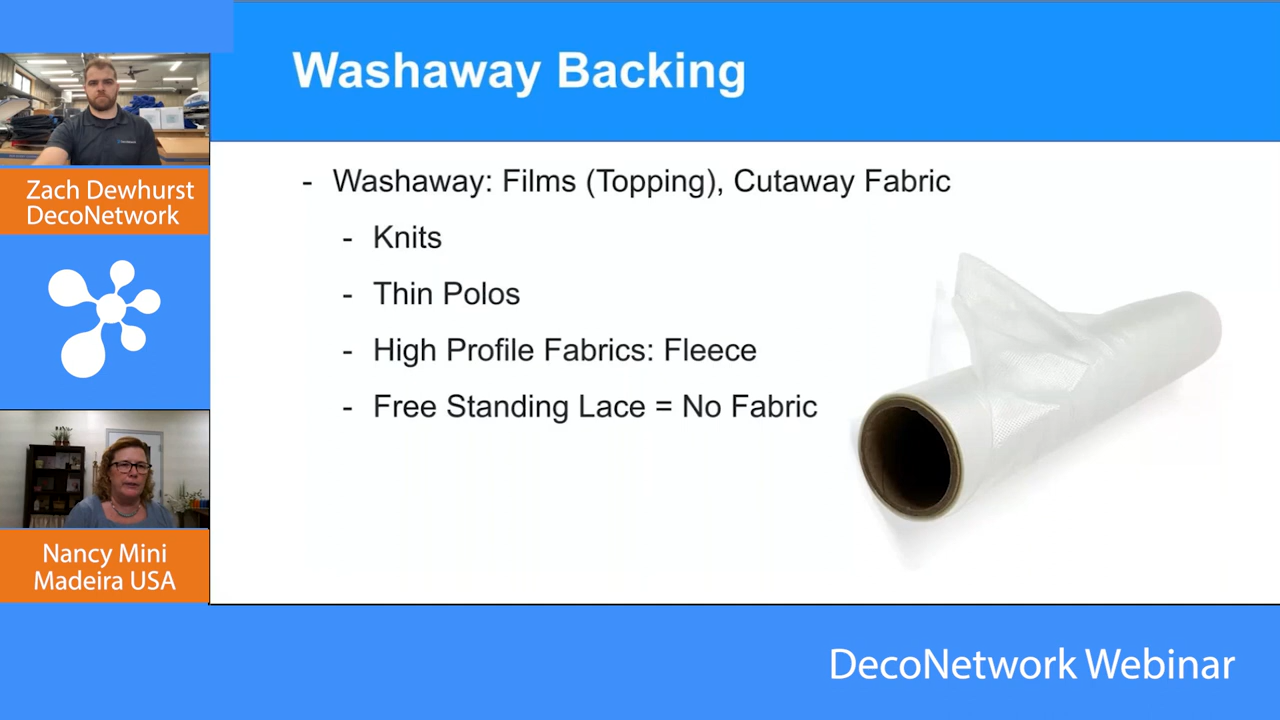 Washaway Backing
Zach Dewhurst
DecoNetwork
- Washaway: Films (Topping), Cutaway Fabric
- Knits
- Thin Polos
- High Profile Fabrics: Fleece
- Free Standing Lace = No Fabric
Nancy Mini
Madeira USA
DecoNetwork Webinar